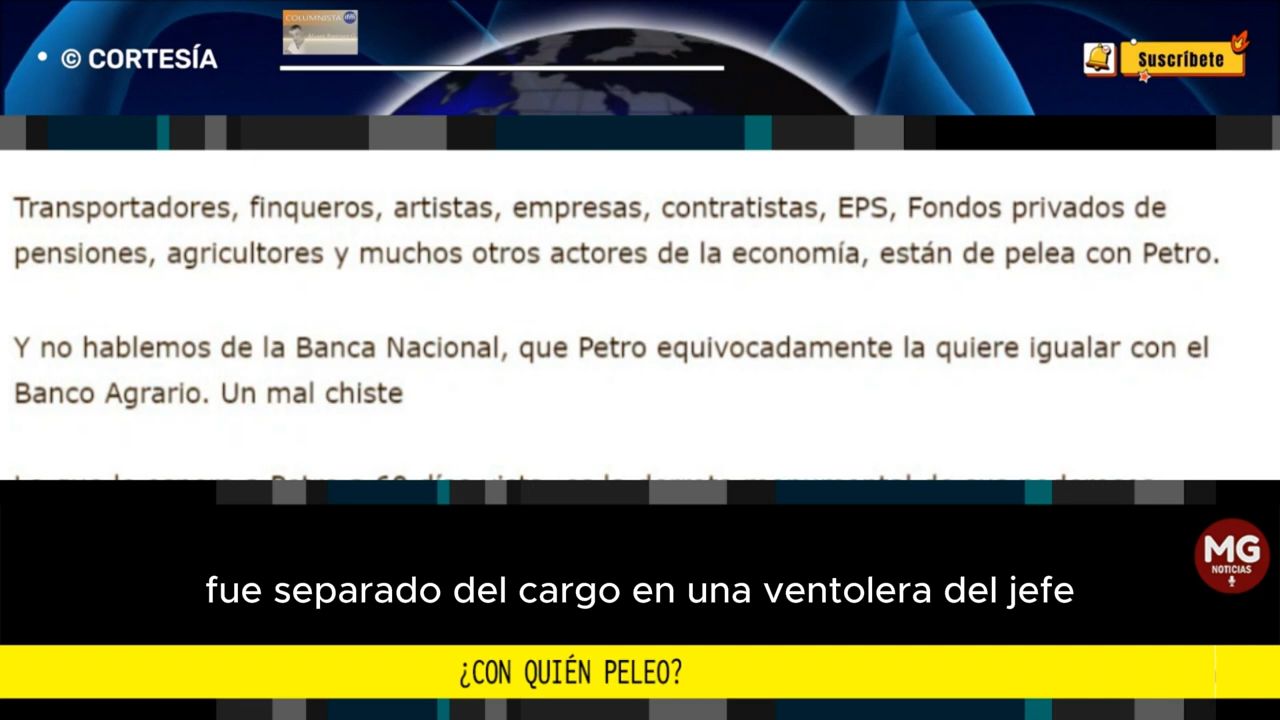 • © CORTESÍA
COLUMNISTA
Suscríbete
Transportadores, finqueros, artistas, empresas, contratistas, EPS, Fondos privados de
pensiones, agricultores y muchos otros actores de la economía, están de pelea con Petro.
Y no hablemos de la Banca Nacional, que Petro equivocadamente la quiere igualar con el
Banco Agrario. Un mal chiste
MG
NOTICIAS
fue separado del cargo en una ventolera del jefe
¿CON QUIÉN PELEO?